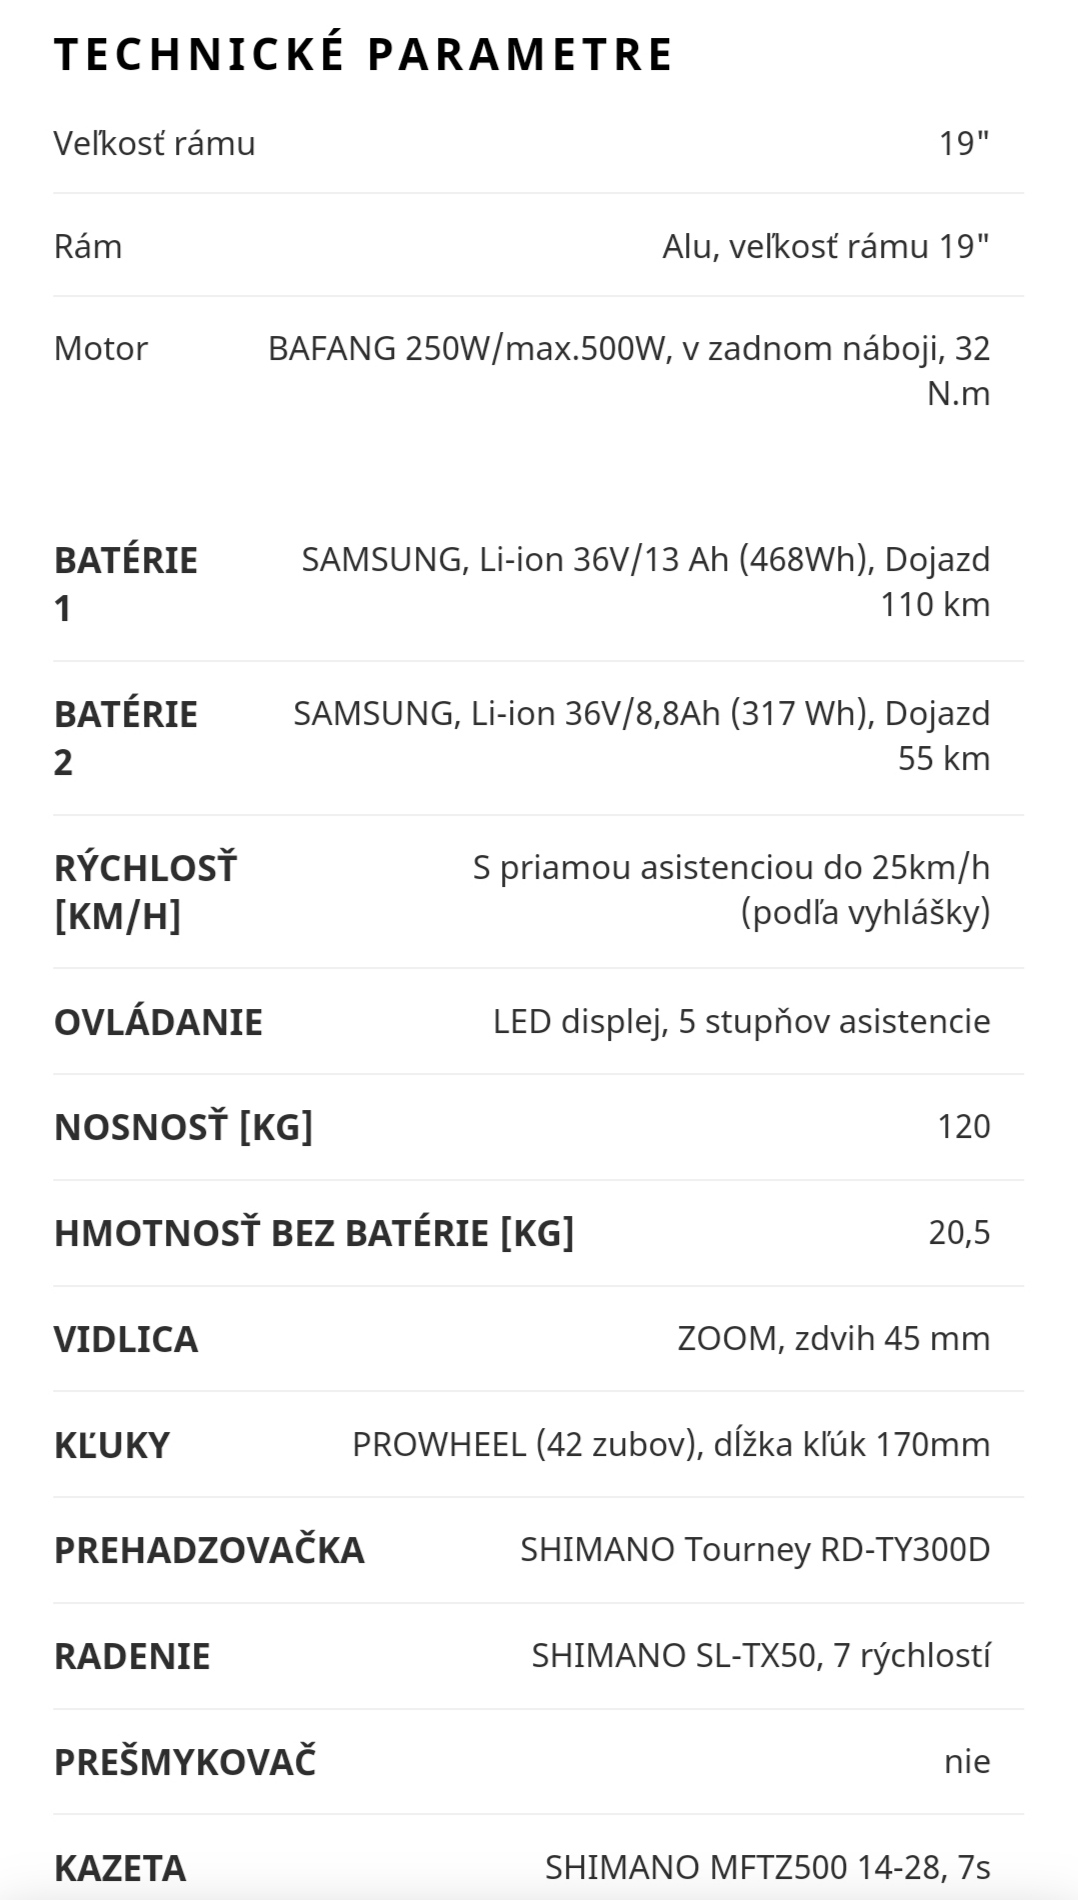 TECHNICKÉ PARAMETRE
Veľkosť rámu 19"
Rám Alu, veľkosť rámu 19"
Motor BAFANG 250W/max.500W, v zadnom náboji, 32
N.m
BATÉRIE SAMSUNG, Li-ion 36V/13 Ah (468Wh), Dojazd
1 110 km
BATÉRIE SAMSUNG, Li-ion 36V/8,8Ah (317 Wh), Dojazd
2 55 km
RÝCHLOSŤ S priamou asistenciou do 25km/h
[KM/H] (podľa vyhlášky)
OVLÁDANIE LED displej, 5 stupňov asistencie
NOSNOSŤ [KG] 120
HMOTNOSŤ BEZ BATÉRIE [KG] 20,5
VIDLICA ZOOM, zdvih 45 mm
KĽUKY PROWHEEL (42 zubov), dĺžka kľúk 170mm
PREHADZOVAČKA SHIMANO Tourney RD-TY300D
RADENIE SHIMANO SL-TX50, 7 rýchlostí
PREŠMYKOVAČ nie
KAZETA SHIMANO MFTZ500 14-28, 7s